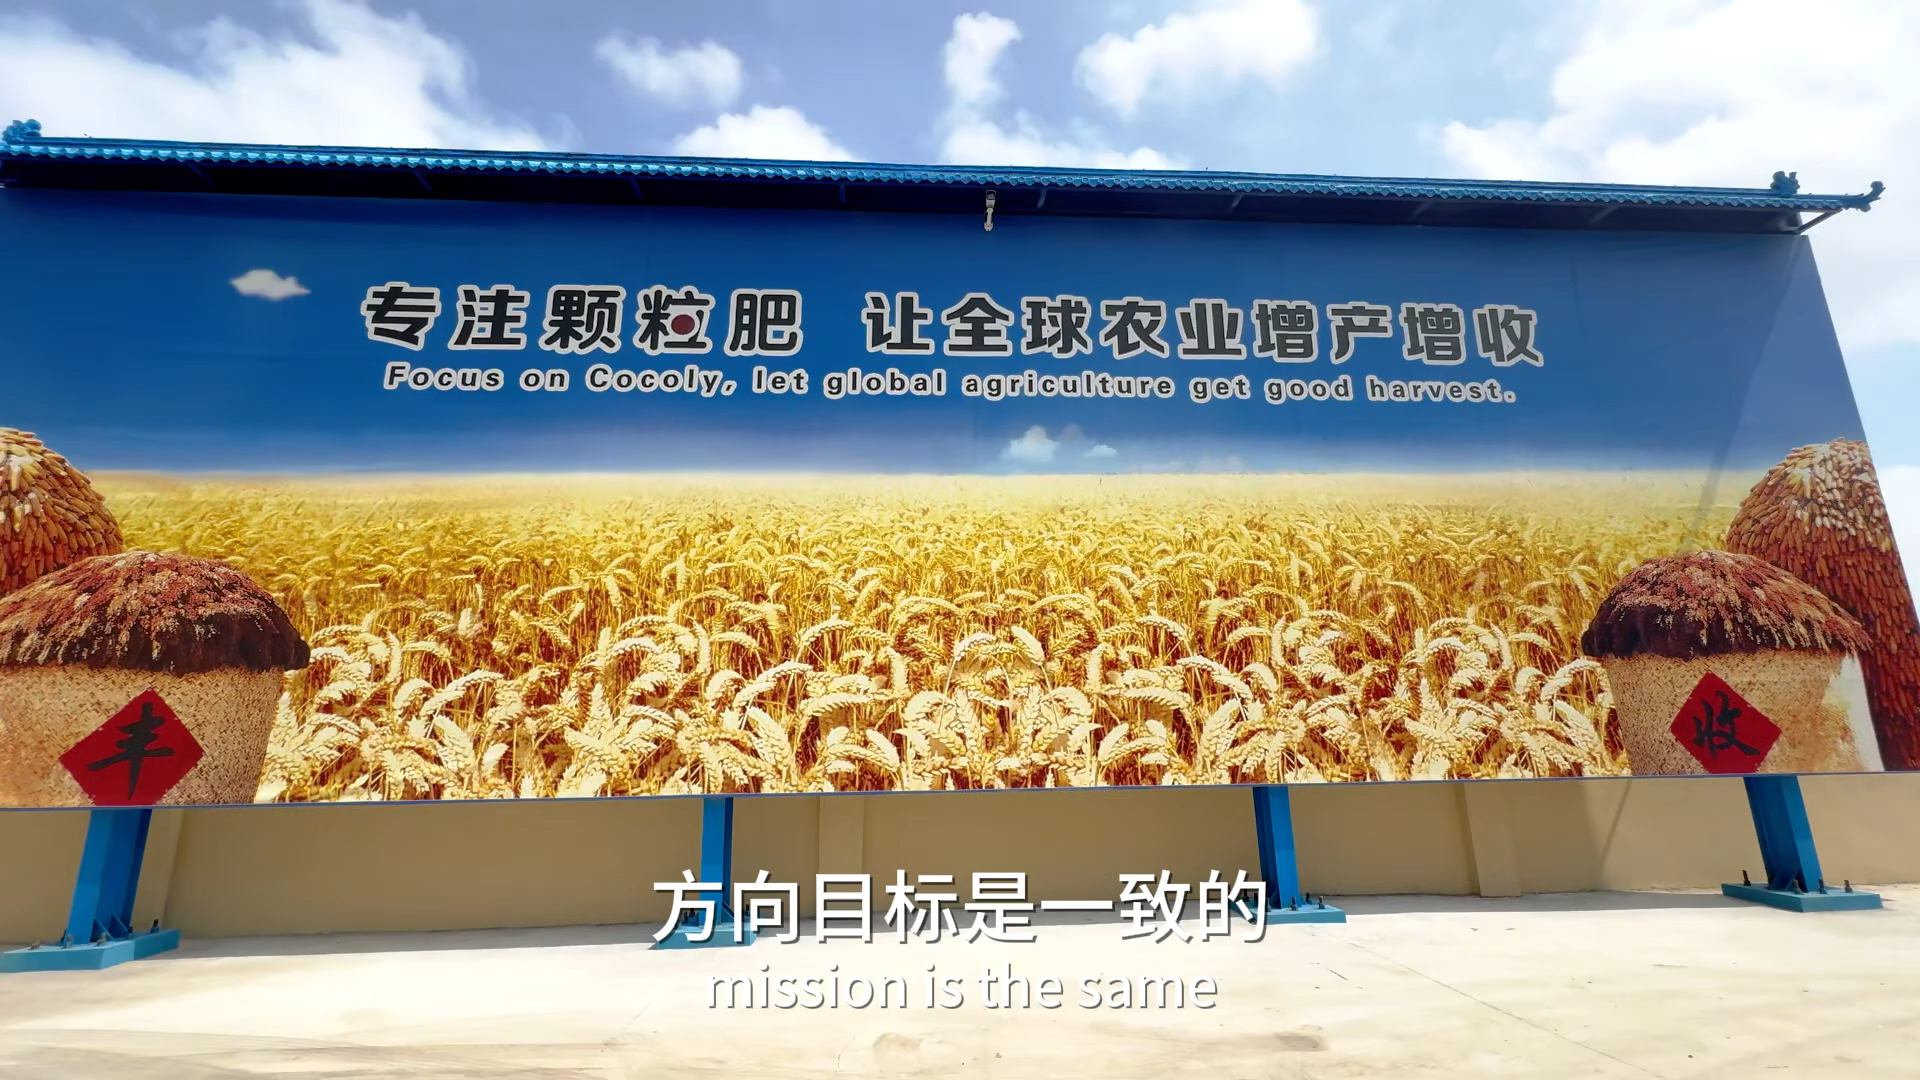 专注颗粒肥 让全球农业增产增收
Focus on Cocoly, let global agriculture get good harvest.
丰
收
方向目标是一致的
mission is the same